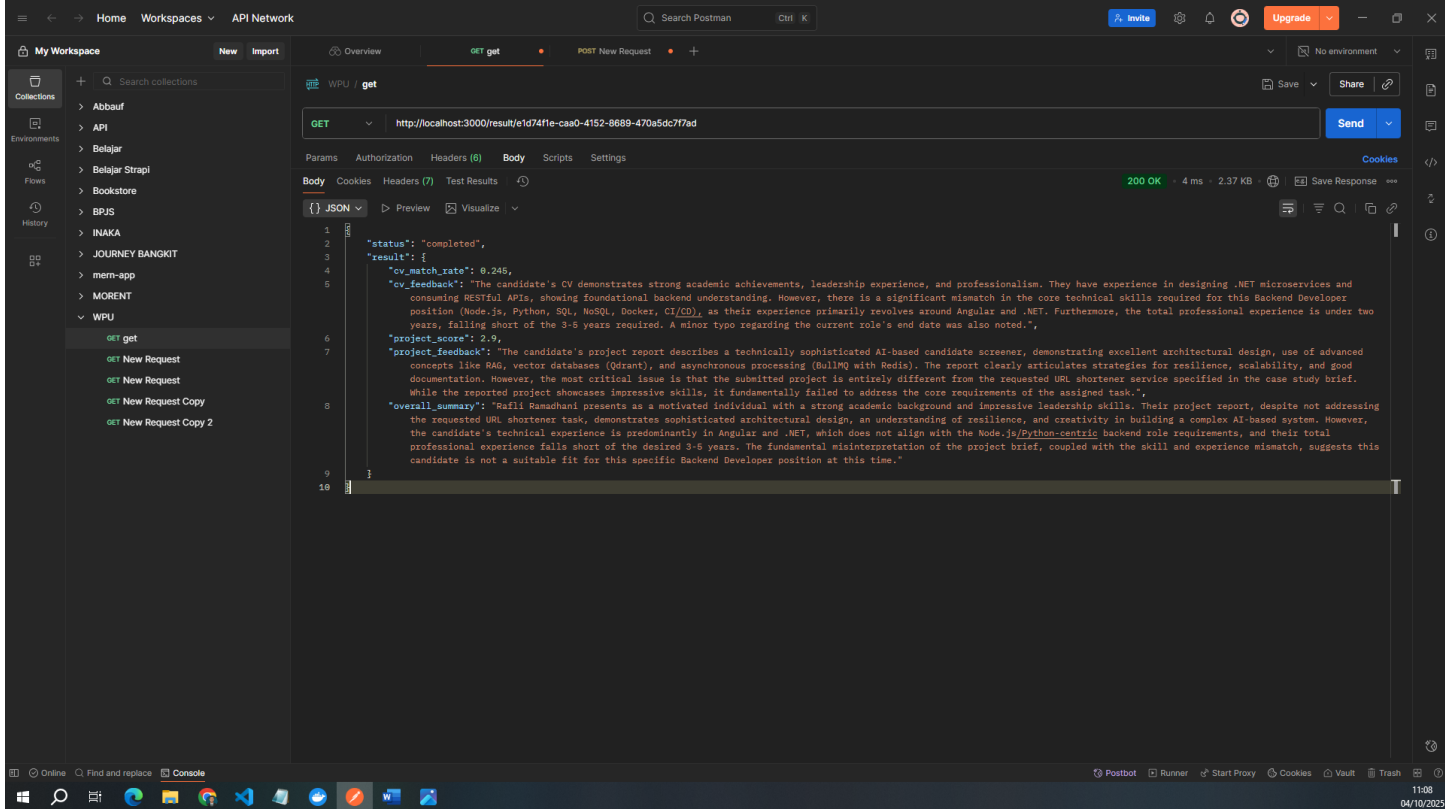 Home Workspaces API Network Search Postman Ctrl K Invite Upgrade
My Workspace New Import Overview GET get POST New Request No environment
Collections Search collections WPU / get Save Share
Environments
Flows
History
Abbauf
API
Belajar
Belajar Strapi
Bookstore
BPJS
INAKA
JOURNEY BANGKIT
mern-app
MORENT
WPU
GET get
GET New Request
GET New Request
GET New Request Copy
GET New Request Copy 2
GET http://localhost:3000/result/e1d74f1e-caa0-4152-8689-470a5dc7f7ad Send
Params Authorization Headers (6) Body Scripts Settings Cookies
Body Cookies Headers (7) Test Results 200 OK 4 ms 2.37 KB Save Response
{} JSON Preview Visualize
1 {
2 "status": "completed",
3 "result": {
4 "cv_match_rate": 0.245,
5 "cv_feedback": "The candidate's CV demonstrates strong academic achievements, leadership experience, and professionalism. They have experience in designing .NET microservices and
consuming RESTful APIs, showing foundational backend understanding. However, there is a significant mismatch in the core technical skills required for this Backend Developer
position (Node.js, Python, SQL, NoSQL, Docker, CI/CD), as their experience primarily revolves around Angular and .NET. Furthermore, the total professional experience is under two
years, falling short of the 3-5 years required. A minor typo regarding the current role's end date was also noted.",
6 "project_score": 2.9,
7 "project_feedback": "The candidate's project report describes a technically sophisticated AI-based candidate screener, demonstrating excellent architectural design, use of advanced
concepts like RAG, vector databases (Qdrant), and asynchronous processing (BullMQ with Redis). The report clearly articulates strategies for resilience, scalability, and good
documentation. However, the most critical issue is that the submitted project is entirely different from the requested URL shortener service specified in the case study brief.
While the reported project showcases impressive skills, it fundamentally failed to address the core requirements of the assigned task.",
8 "overall_summary": "Rafli Ramadhani presents as a motivated individual with a strong academic background and impressive leadership skills. Their project report, despite not addressing
the requested URL shortener task, demonstrates sophisticated architectural design, an understanding of resilience, and creativity in building a complex AI-based system. However,
the candidate's technical experience is predominantly in Angular and .NET, which does not align with the Node.js/Python-centric backend role requirements, and their total
professional experience falls short of the desired 3-5 years. The fundamental misinterpretation of the project brief, coupled with the skill and experience mismatch, suggests this
candidate is not a suitable fit for this specific Backend Developer position at this time."
9 }
10 }
Online Find and replace Console Postbot Runner Start Proxy Cookies Vault Trash
11:08
04/10/2025